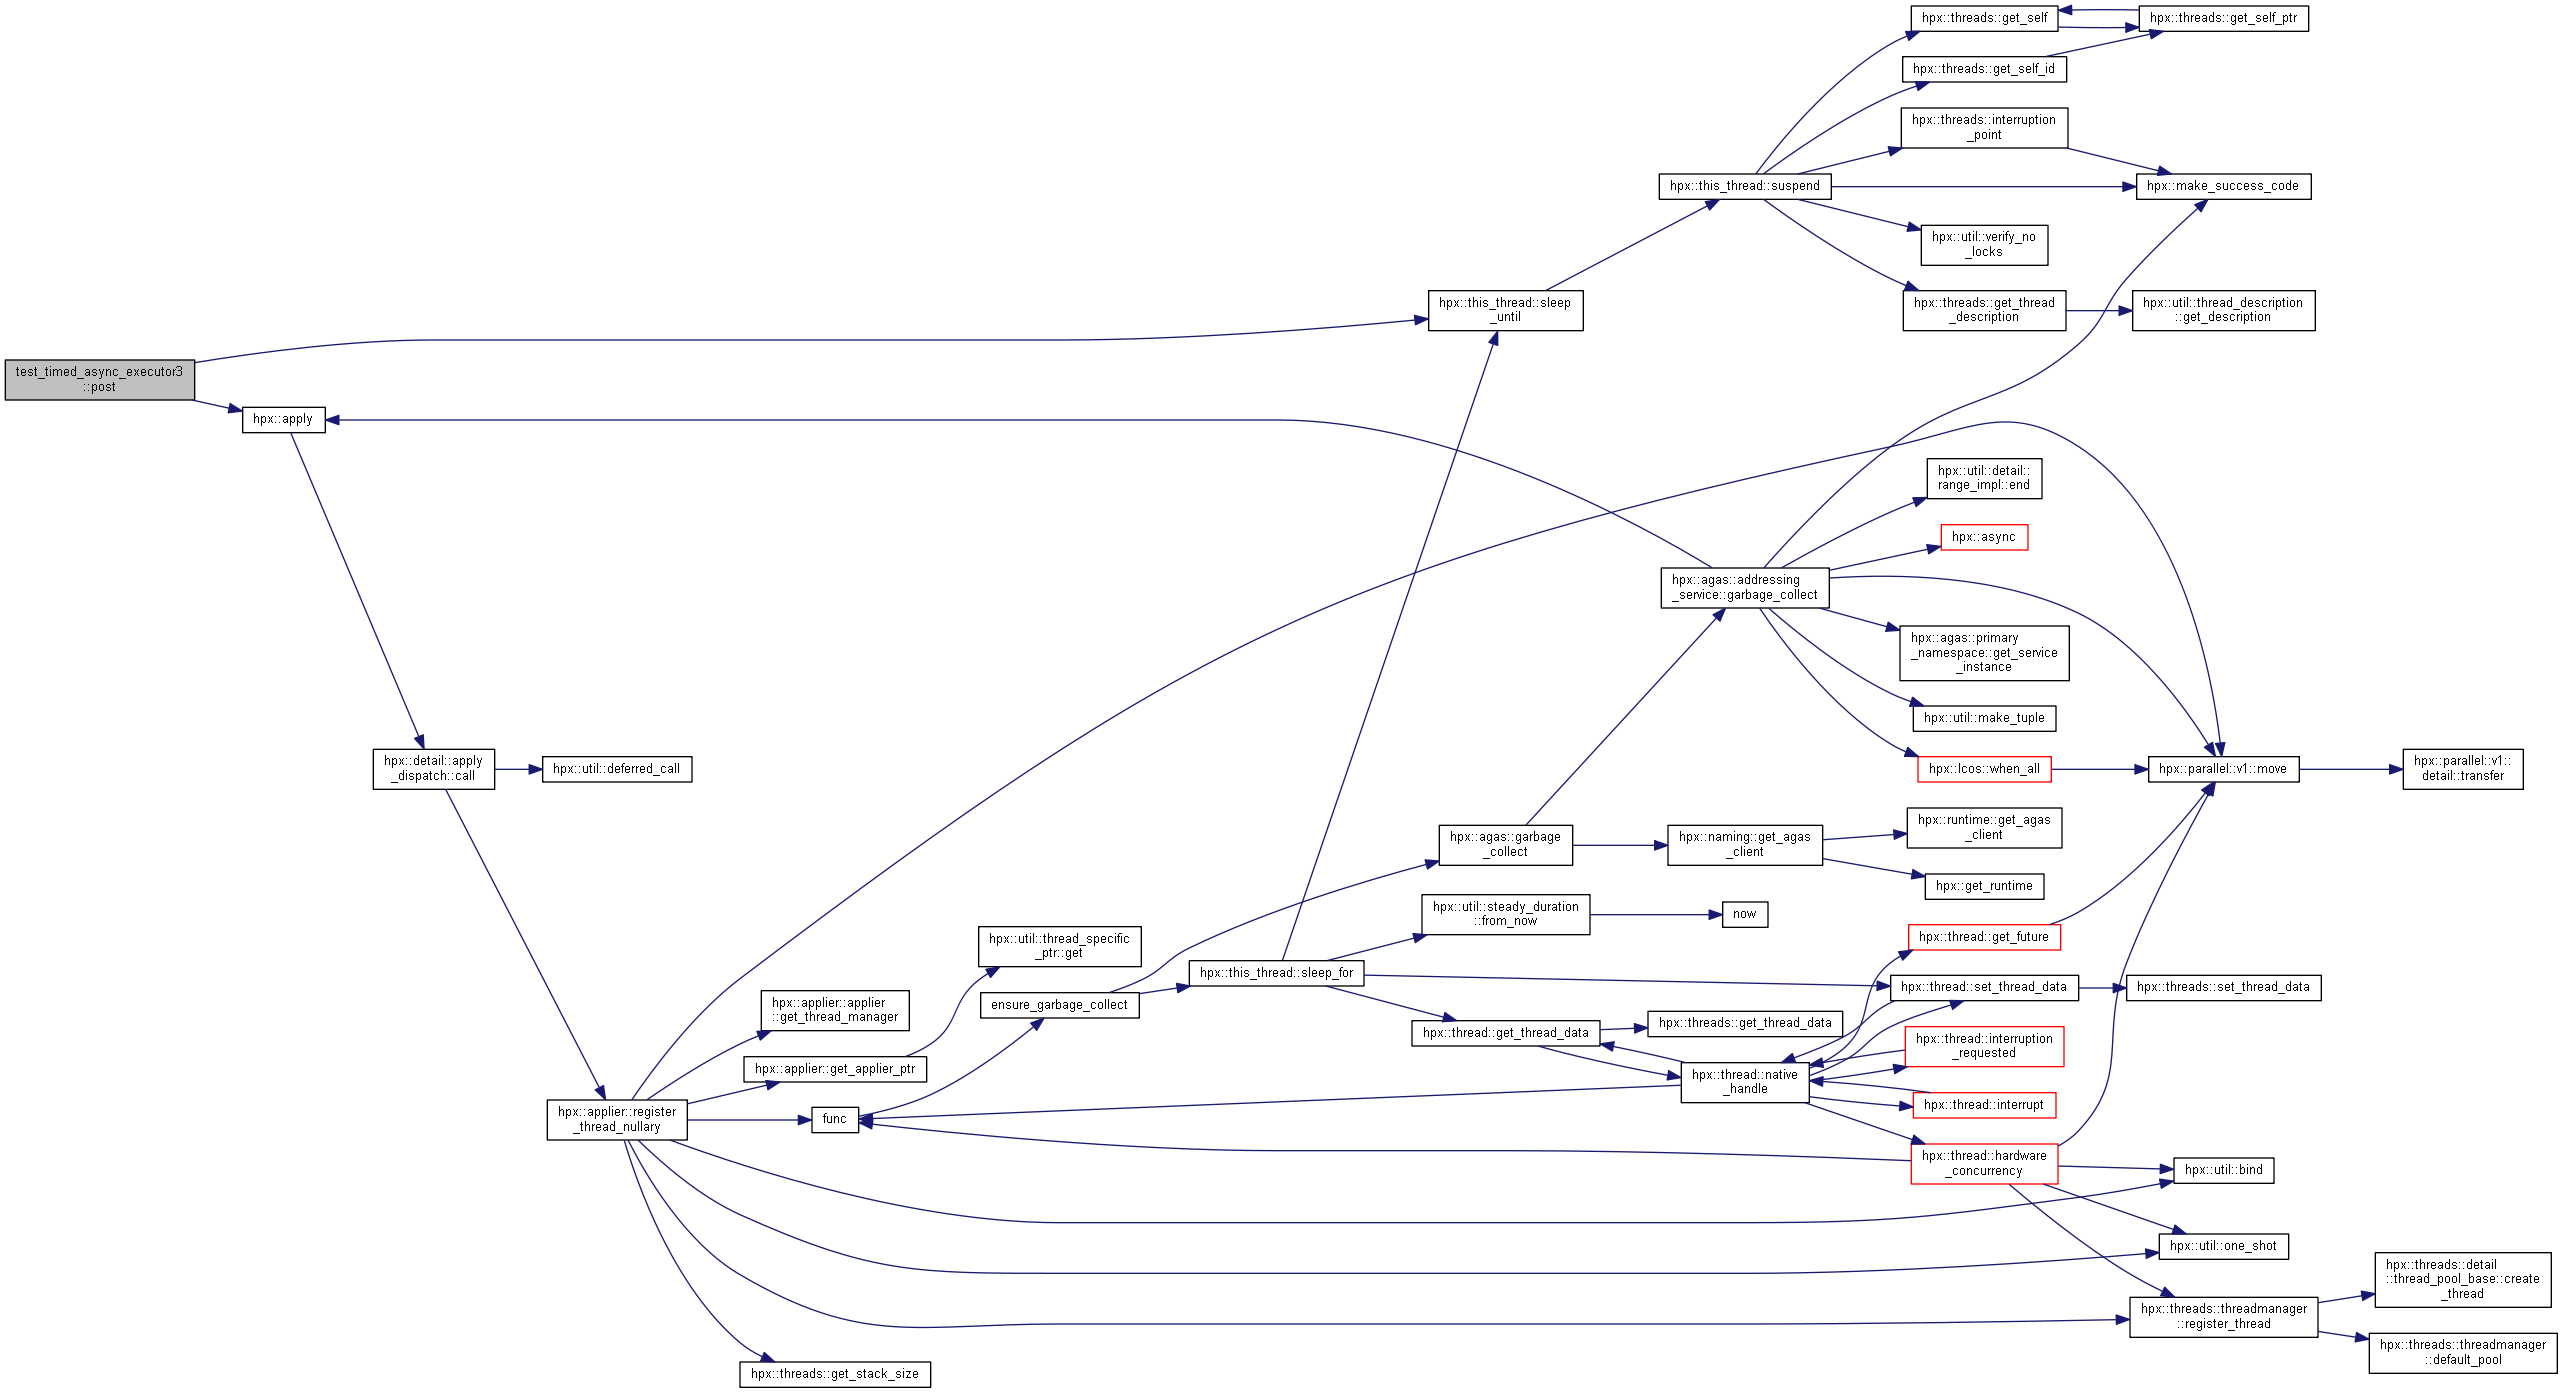 test_timed_async_executor3
::post
hpx::apply
hpx::detail::apply
_dispatch::call
hpx::util::deferred_call
hpx::applier::register
_thread_nullary
hpx::applier::applier
::get_thread_manager
hpx::applier::get_applier_ptr
func
hpx::threads::get_stack_size
hpx::util::thread_specific
_ptr::get
ensure_garbage_collect
hpx::this_thread::sleep_for
hpx::this_thread::sleep
_until
hpx::agas::garbage
_collect
hpx::util::steady_duration
::from_now
hpx::thread::get_thread_data
hpx::this_thread::suspend
hpx::agas::addressing
_service::garbage_collect
hpx::naming::get_agas
_client
now
hpx::threads::get_thread_data
hpx::thread::native
_handle
hpx::threads::get_self
hpx::threads::get_self_id
hpx::threads::interruption
_point
hpx::util::verify_no
_locks
hpx::threads::get_thread
_description
hpx::util::detail::
range_impl::end
hpx::async
hpx::agas::primary
_namespace::get_service
_instance
hpx::util::make_tuple
hpx::lcos::when_all
hpx::runtime::get_agas
_client
hpx::get_runtime
hpx::thread::get_future
hpx::thread::set_thread_data
hpx::thread::interruption
_requested
hpx::thread::interrupt
hpx::thread::hardware
_concurrency
hpx::threads::get_self_ptr
hpx::make_success_code
hpx::util::thread_description
::get_description
hpx::parallel::v1::move
hpx::threads::set_thread_data
hpx::util::bind
hpx::util::one_shot
hpx::threads::threadmanager
::register_thread
hpx::parallel::v1::
detail::transfer
hpx::threads::detail
::thread_pool_base::create
_thread
hpx::threads::threadmanager
::default_pool